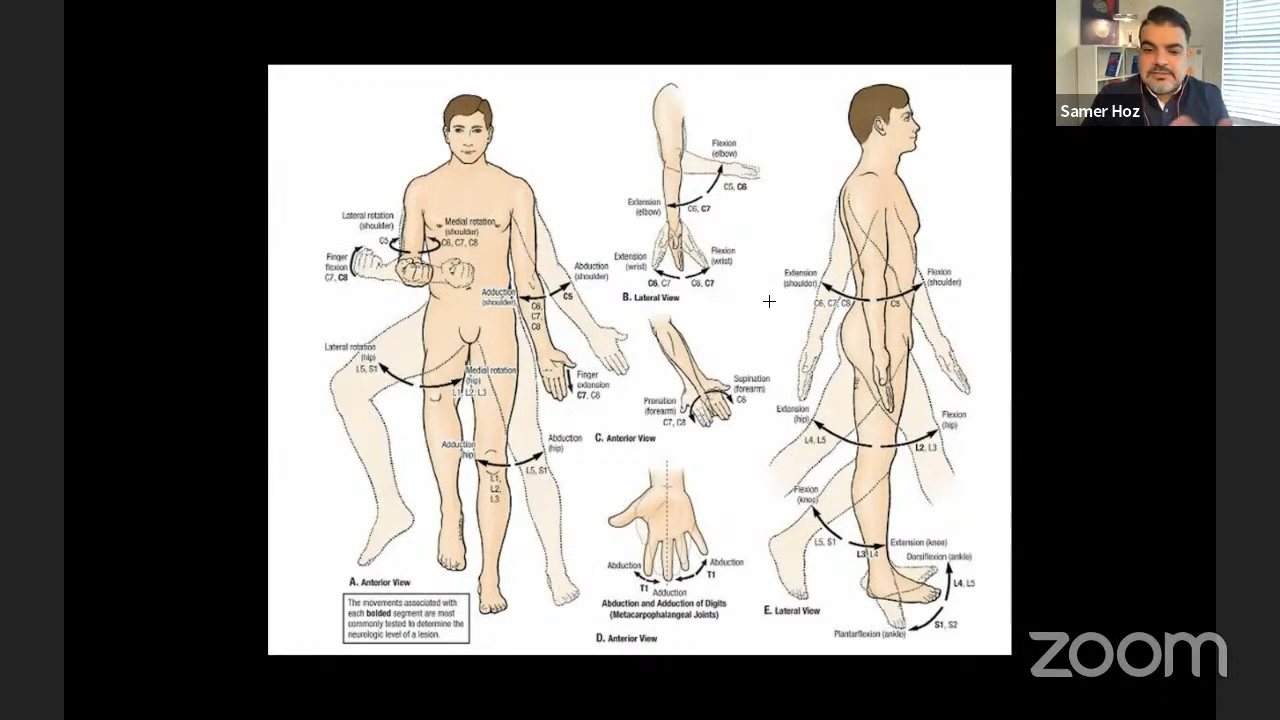 Samer Hoz
Lateral rotation
(shoulder)
C5
Medial rotation
(shoulder)
C6, C7, C8
Finger
flexion
C7, C8
Abduction
(shoulder)
C5
Adduction
(shoulder)
C6,
C7,
C8
Lateral rotation
(hip)
L5, S1
Medial rotation
(hip)
L1, L2, L3
Finger
extension
C7, C8
Adduction
(hip)
L1,
L2,
L3
Abduction
(hip)
L5, S1
A. Anterior View
The movements associated with
each bolded segment are most
commonly tested to determine the
neurologic level of a lesion.
Flexion
(elbow)
C5, C6
Extension
(elbow)
C6, C7
Extension
(wrist)
C6, C7
Flexion
(wrist)
C6, C7
B. Lateral View
Supination
(forearm)
C6
Pronation
(forearm)
C7, C8
C. Anterior View
Abduction
T1
Abduction
T1
Adduction
Abduction and Adduction of Digits
(Metacarpophalangeal Joints)
D. Anterior View
Extension
(shoulder)
C6, C7, C8
Flexion
(shoulder)
C5
Extension
(hip)
L4, L5
Flexion
(hip)
L2, L3
Flexion
(knee)
L5, S1
Extension (knee)
L3, L4
Dorsiflexion (ankle)
L4, L5
S1, S2
Plantarflexion (ankle)
E. Lateral View
zoom